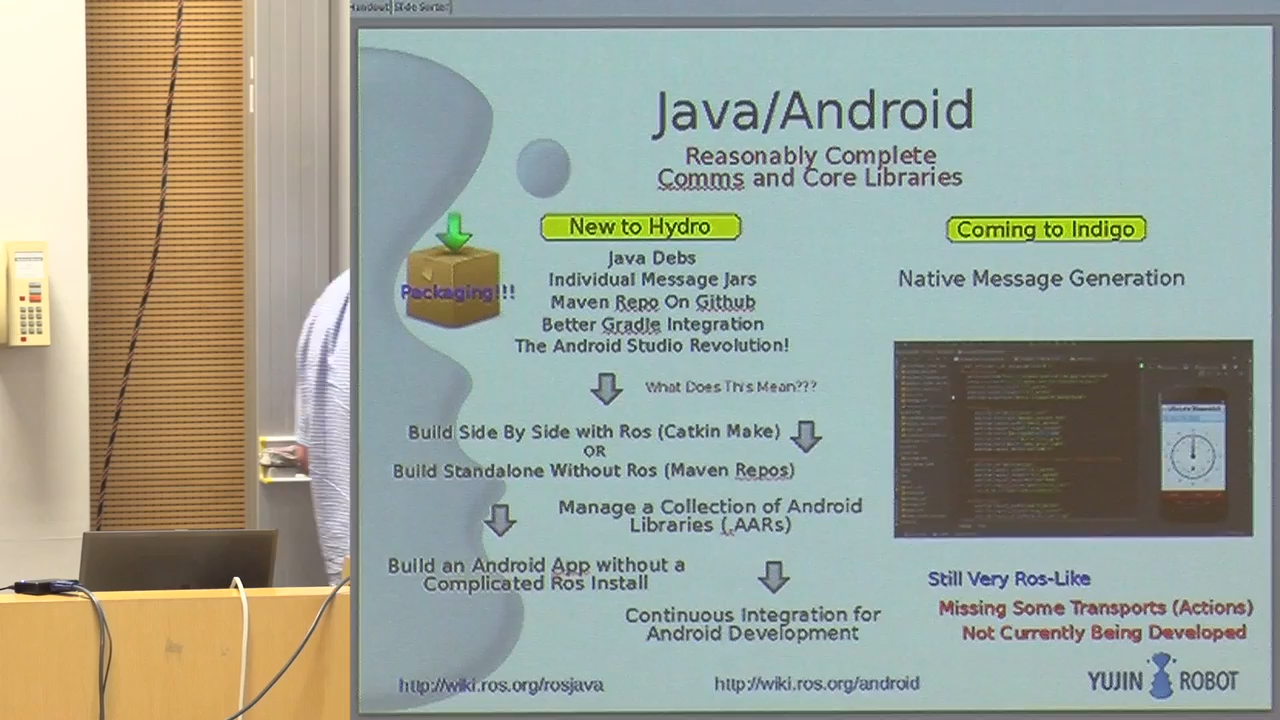 Handout
Slide Sorter
Java/Android
Reasonably Complete
Comms and Core Libraries
New to Hydro
Coming to Indigo
Packaging!!!
Java Debs
Individual Message Jars
Maven Repo On Github
Better Gradle Integration
The Android Studio Revolution!
Native Message Generation
What Does This Mean???
Build Side By Side with Ros (Catkin Make)
OR
Build Standalone Without Ros (Maven Repos)
Manage a Collection of Android
Libraries (.AARs)
Build an Android App without a
Complicated Ros Install
Continuous Integration for
Android Development
Still Very Ros-Like
Missing Some Transports (Actions)
Not Currently Being Developed
http://wiki.ros.org/rosjava
http://wiki.ros.org/android
YUJIN ROBOT